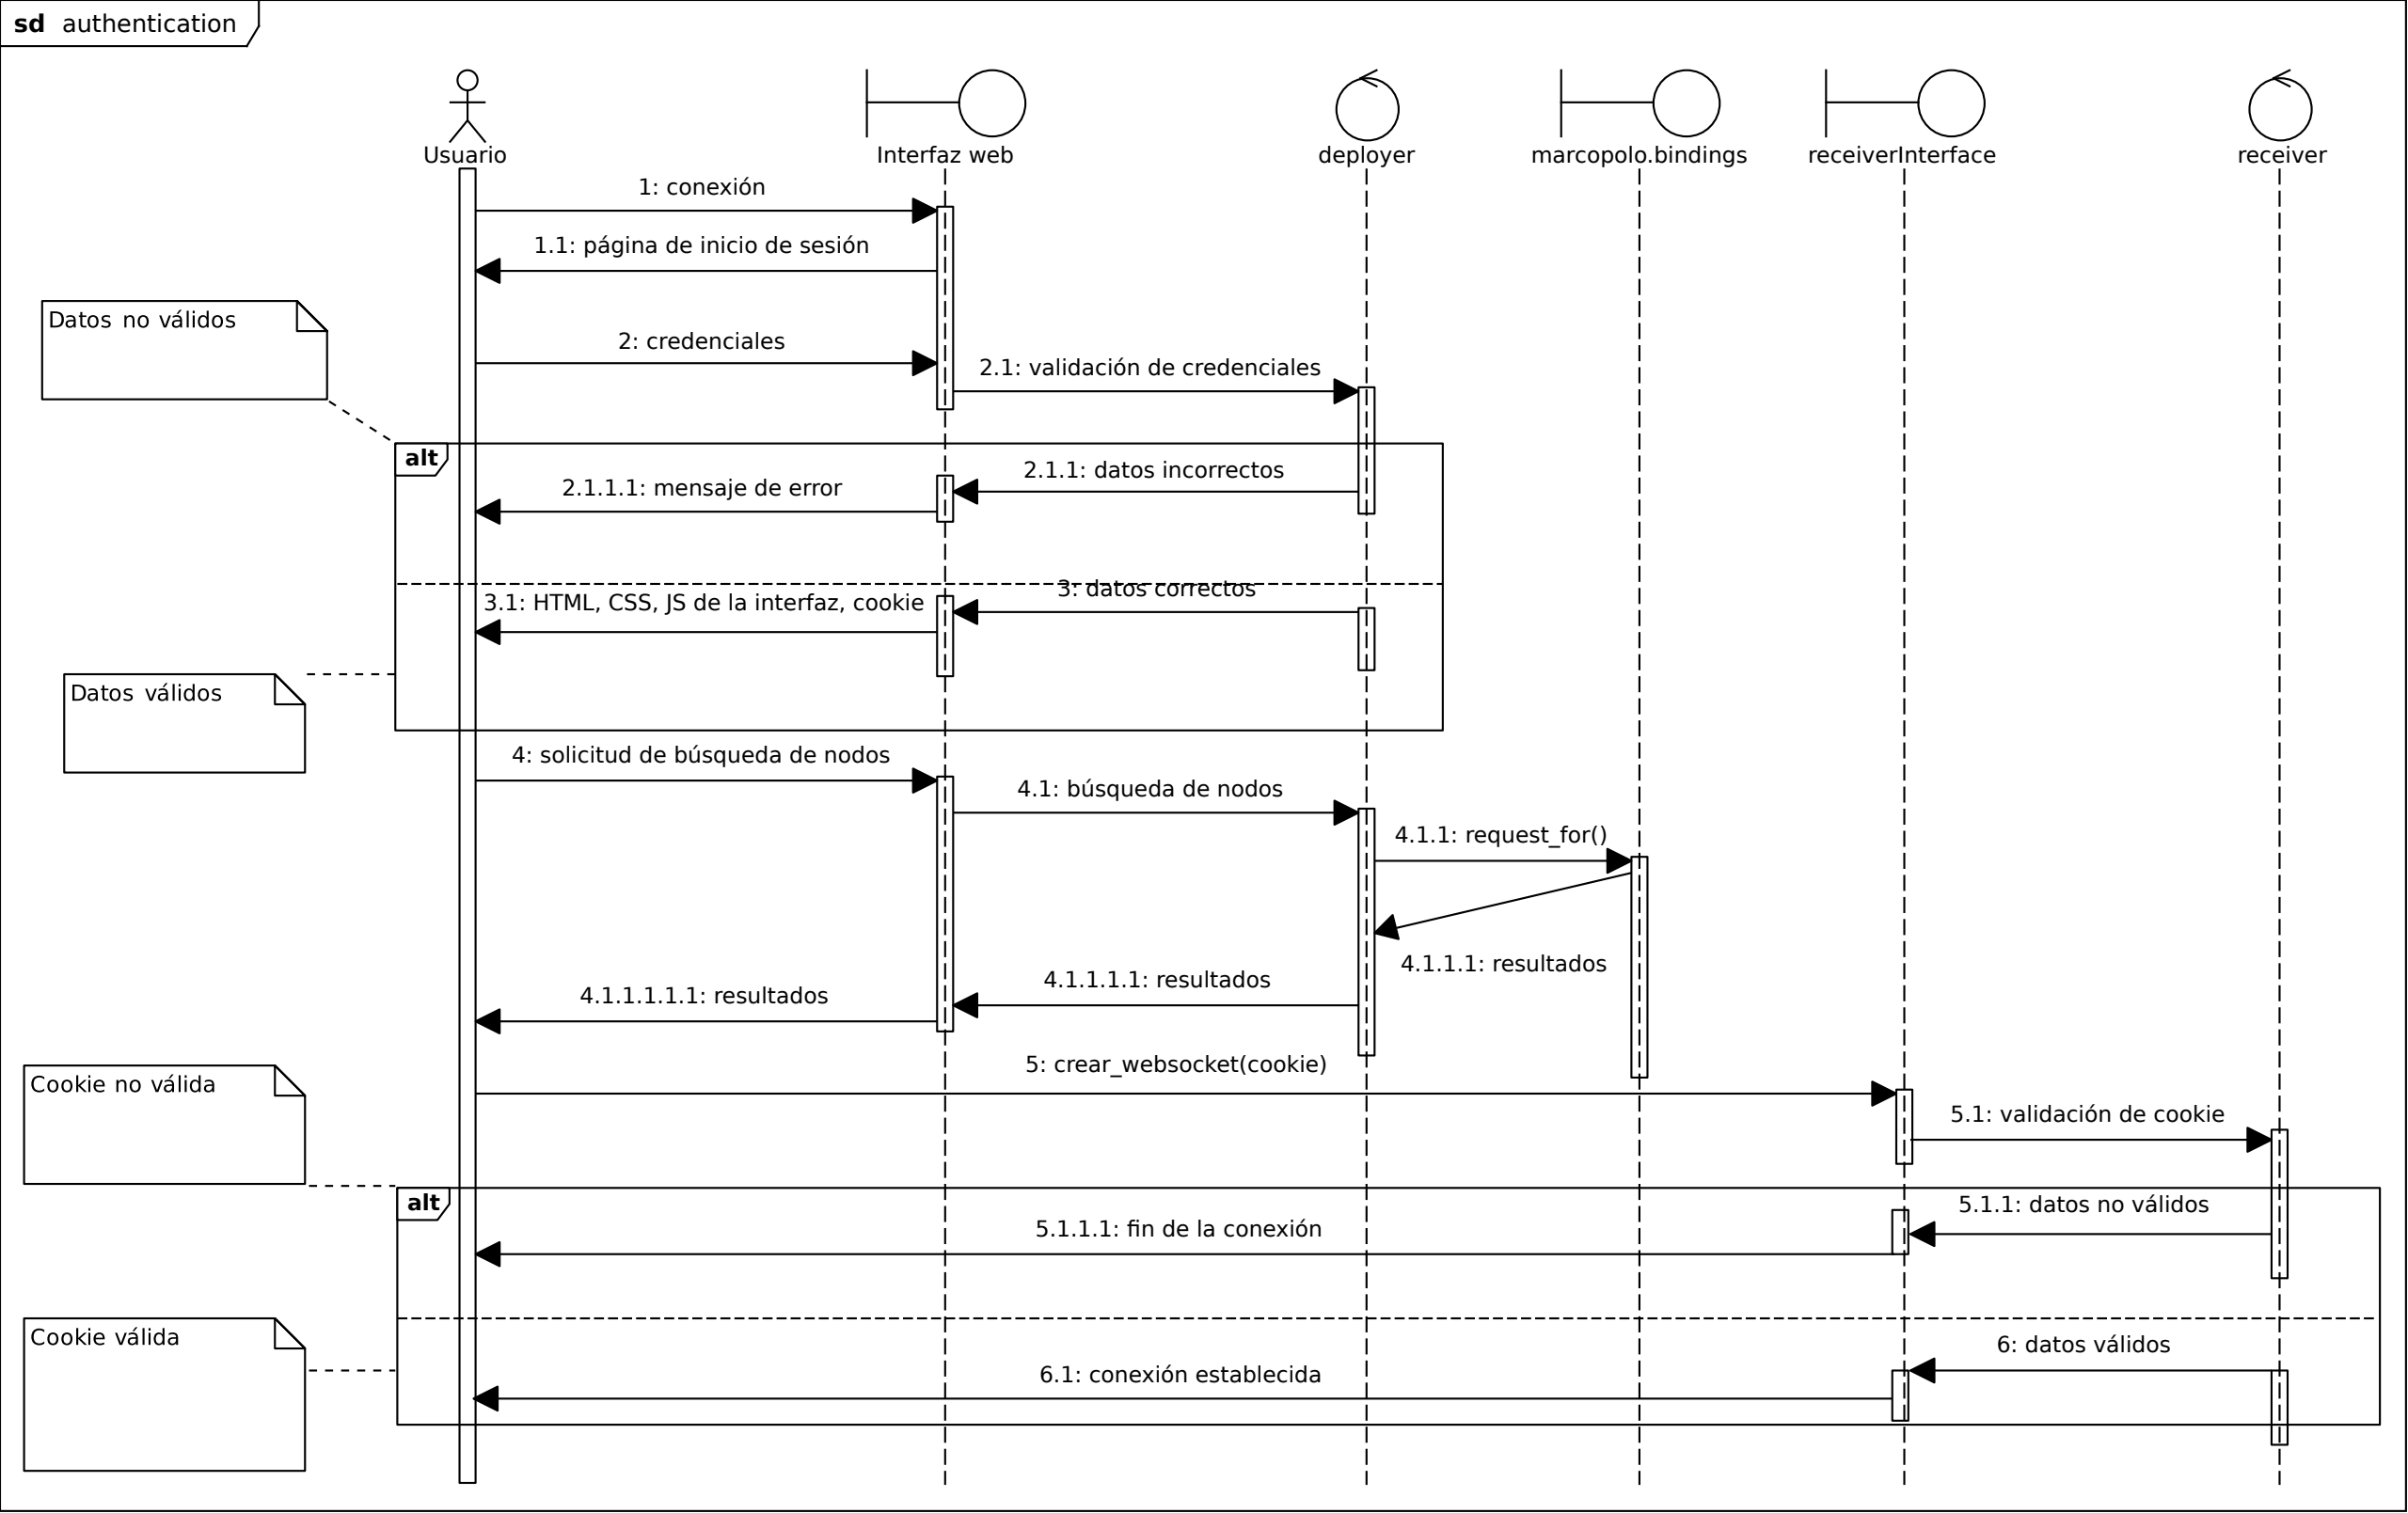 sd authentication
Usuario
Interfaz web
deployer
marcopolo.bindings
receiverInterface
receiver
1: conexión
1.1: página de inicio de sesión
Datos no válidos
2: credenciales
2.1: validación de credenciales
alt
2.1.1: datos incorrectos
2.1.1.1: mensaje de error
3: datos correctos
3.1: HTML, CSS, JS de la interfaz, cookie
Datos válidos
4: solicitud de búsqueda de nodos
4.1: búsqueda de nodos
4.1.1: request_for()
4.1.1.1: resultados
4.1.1.1.1: resultados
4.1.1.1.1.1: resultados
5: crear_websocket(cookie)
Cookie no válida
5.1: validación de cookie
alt
5.1.1: datos no válidos
5.1.1.1: fin de la conexión
Cookie válida
6: datos válidos
6.1: conexión establecida